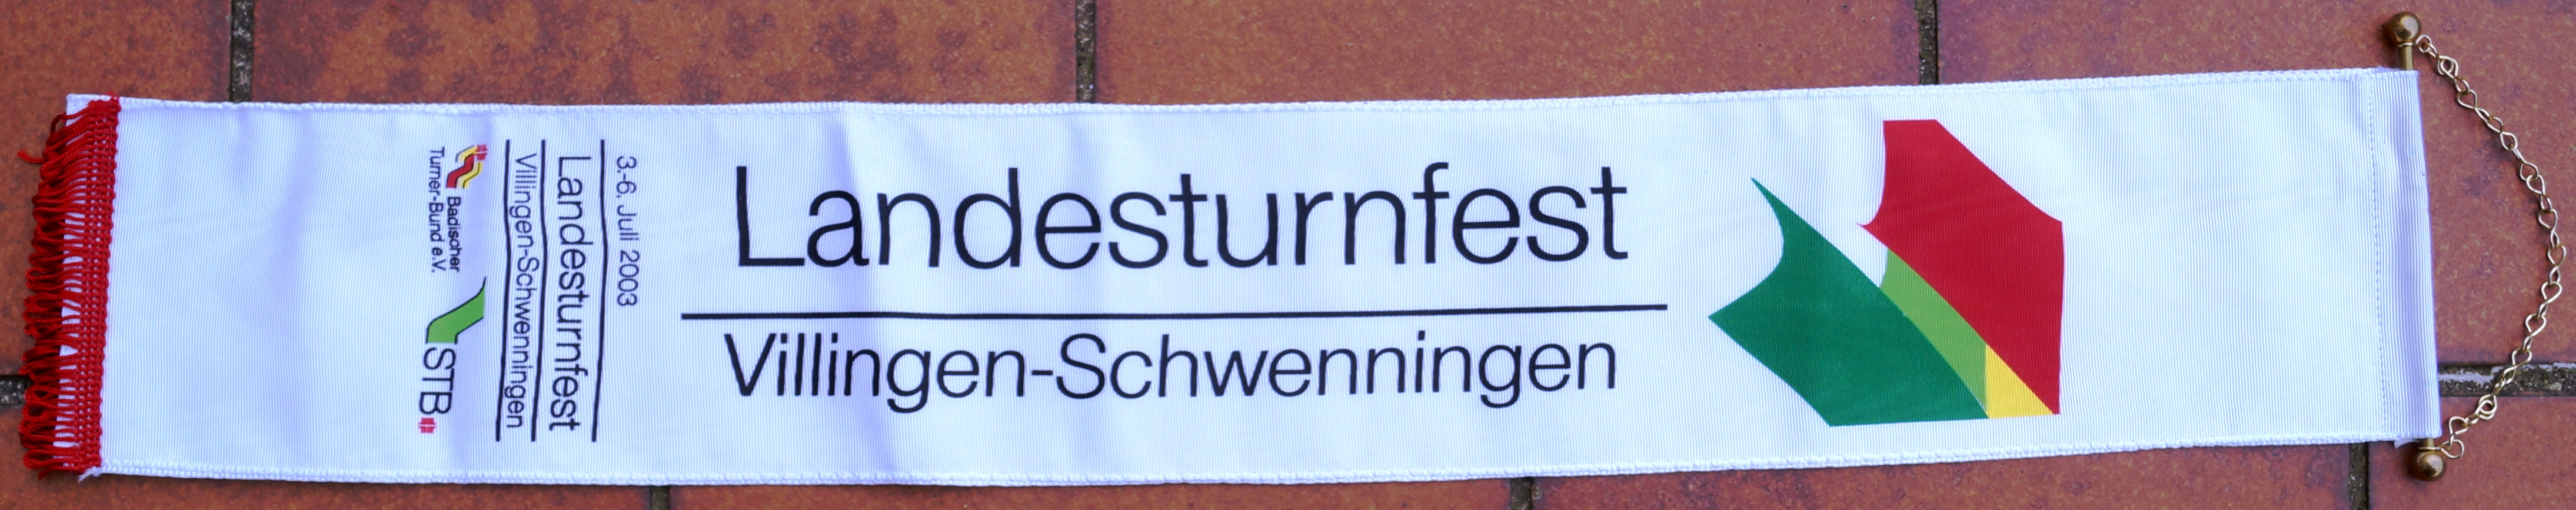 Landesturnfest
Villingen-Schwenningen
3.-6. Juli 2003
Landesturnfest
Villingen-Schwenningen
Badischer
Turner-Bund e.V.
STB